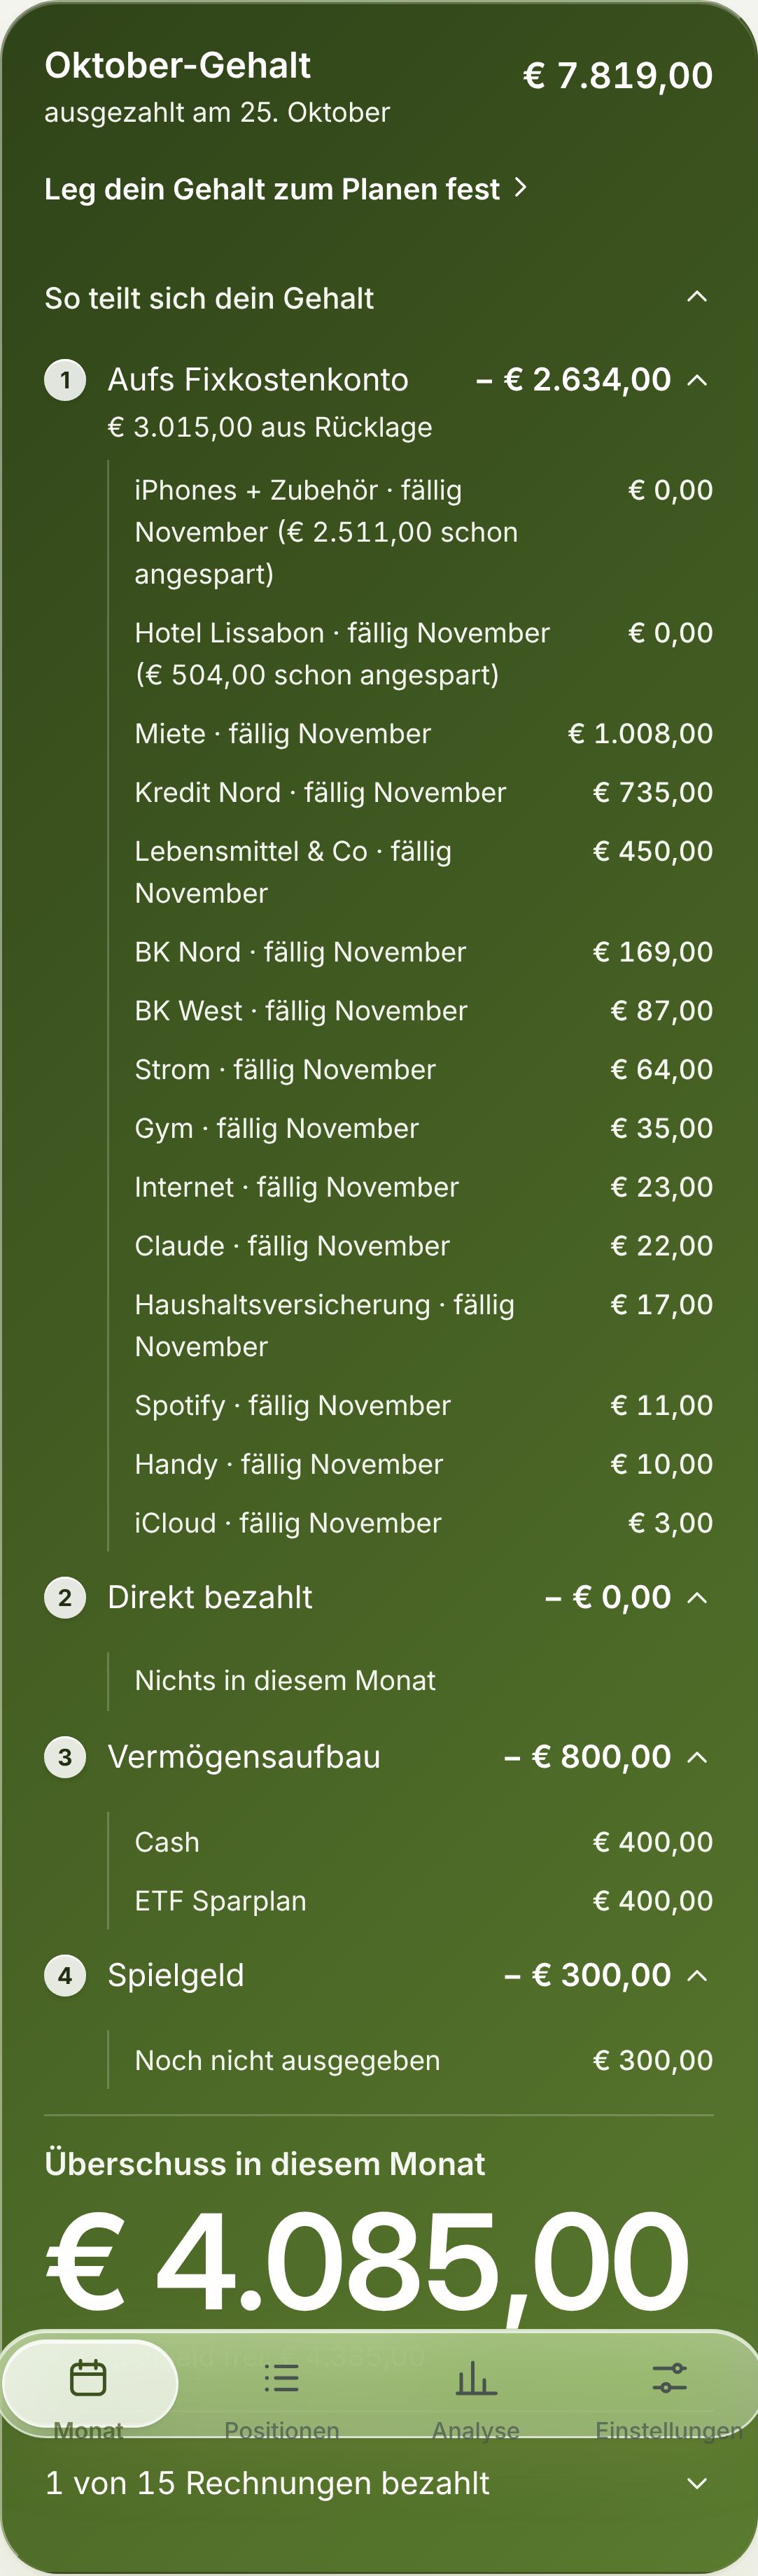 Oktober-Gehalt
€ 7.819,00
ausgezahlt am 25. Oktober
Leg dein Gehalt zum Planen fest
So teilt sich dein Gehalt
1 Aufs Fixkostenkonto – € 2.634,00
€ 3.015,00 aus Rücklage
iPhones + Zubehör · fällig € 0,00
November (€ 2.511,00 schon
angespart)
Hotel Lissabon · fällig November € 0,00
(€ 504,00 schon angespart)
Miete · fällig November € 1.008,00
Kredit Nord · fällig November € 735,00
Lebensmittel & Co · fällig € 450,00
November
BK Nord · fällig November € 169,00
BK West · fällig November € 87,00
Strom · fällig November € 64,00
Gym · fällig November € 35,00
Internet · fällig November € 23,00
Claude · fällig November € 22,00
Haushaltsversicherung · fällig € 17,00
November
Spotify · fällig November € 11,00
Handy · fällig November € 10,00
iCloud · fällig November € 3,00
2 Direkt bezahlt – € 0,00
Nichts in diesem Monat
3 Vermögensaufbau – € 800,00
Cash € 400,00
ETF Sparplan € 400,00
4 Spielgeld – € 300,00
Noch nicht ausgegeben € 300,00
Überschuss in diesem Monat
€ 4.085,00
€ 4.385,00
Monat Positionen Analyse Einstellungen
1 von 15 Rechnungen bezahlt